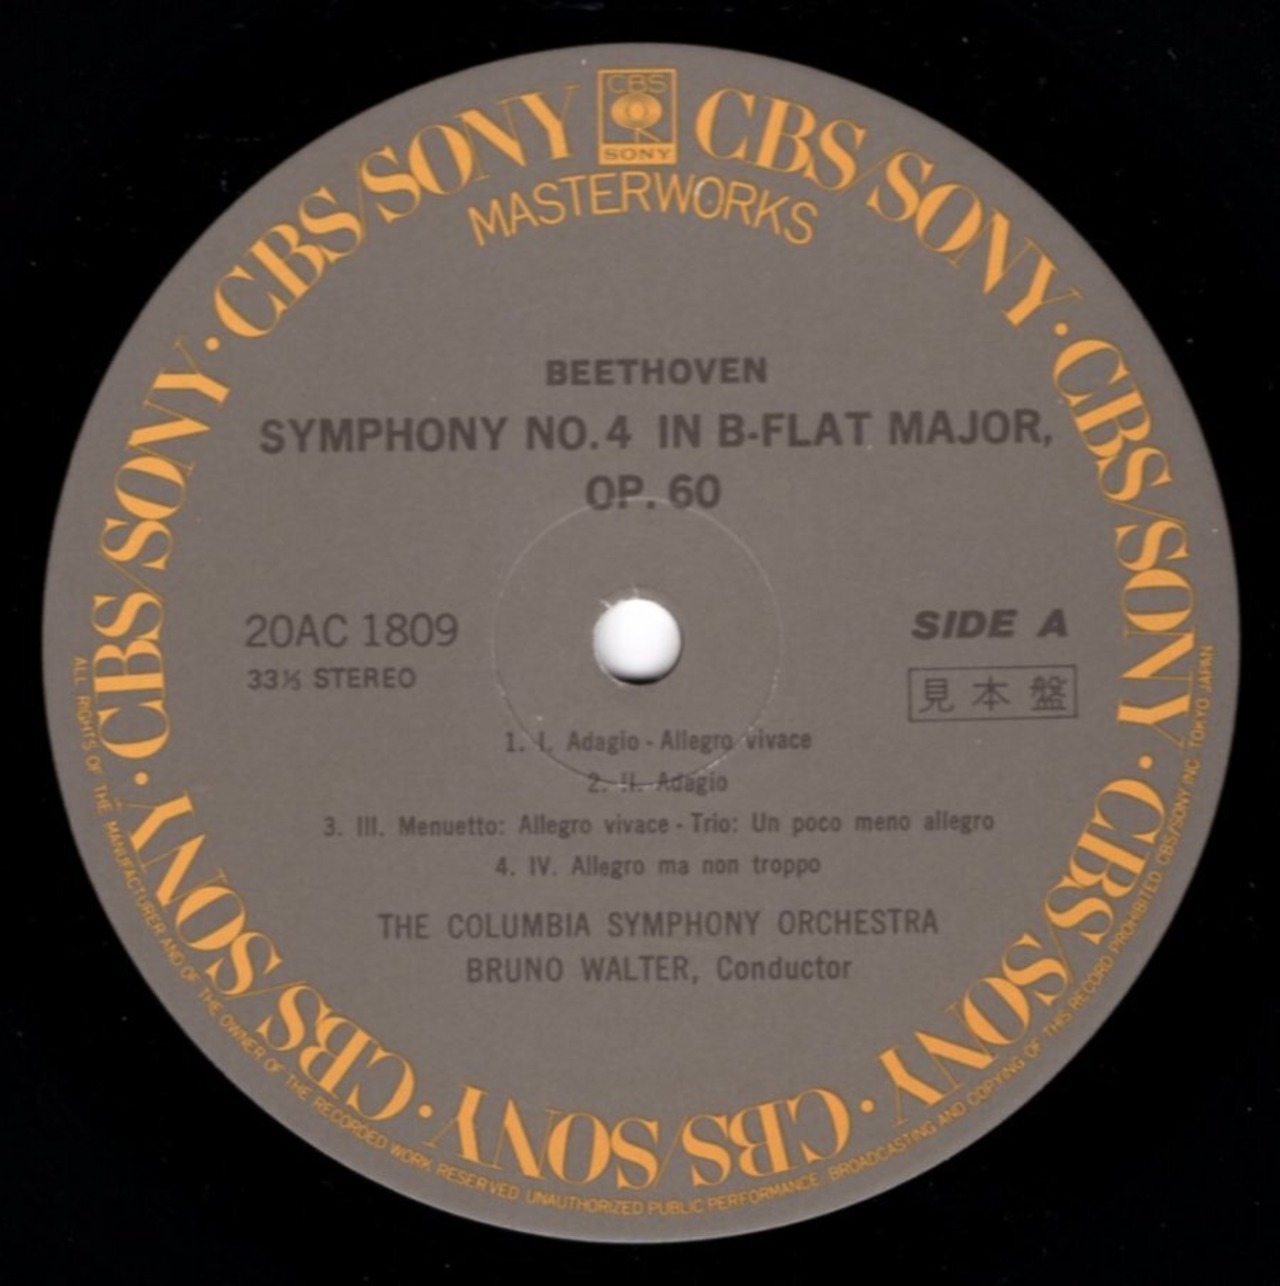 CBS
SONY
CBS/SONY · CBS/SONY · CBS/SONY · CBS/SONY · CBS/SONY · CBS/SONY · CBS/SONY
MASTERWORKS
BEETHOVEN
SYMPHONY NO.4 IN B-FLAT MAJOR,
OP. 60
20AC 1809
33⅓ STEREO
SIDE A
見本盤
1. I. Adagio - Allegro vivace
2. II. Adagio
3. III. Menuetto: Allegro vivace - Trio: Un poco meno allegro
4. IV. Allegro ma non troppo
THE COLUMBIA SYMPHONY ORCHESTRA
BRUNO WALTER, Conductor
ALL RIGHTS OF THE MANUFACTURER AND OF THE OWNER OF THE RECORDED WORK RESERVED UNAUTHORIZED PUBLIC PERFORMANCE BROADCASTING AND COPYING OF THIS RECORD PROHIBITED CBS/SONY INC. TOKYO JAPAN